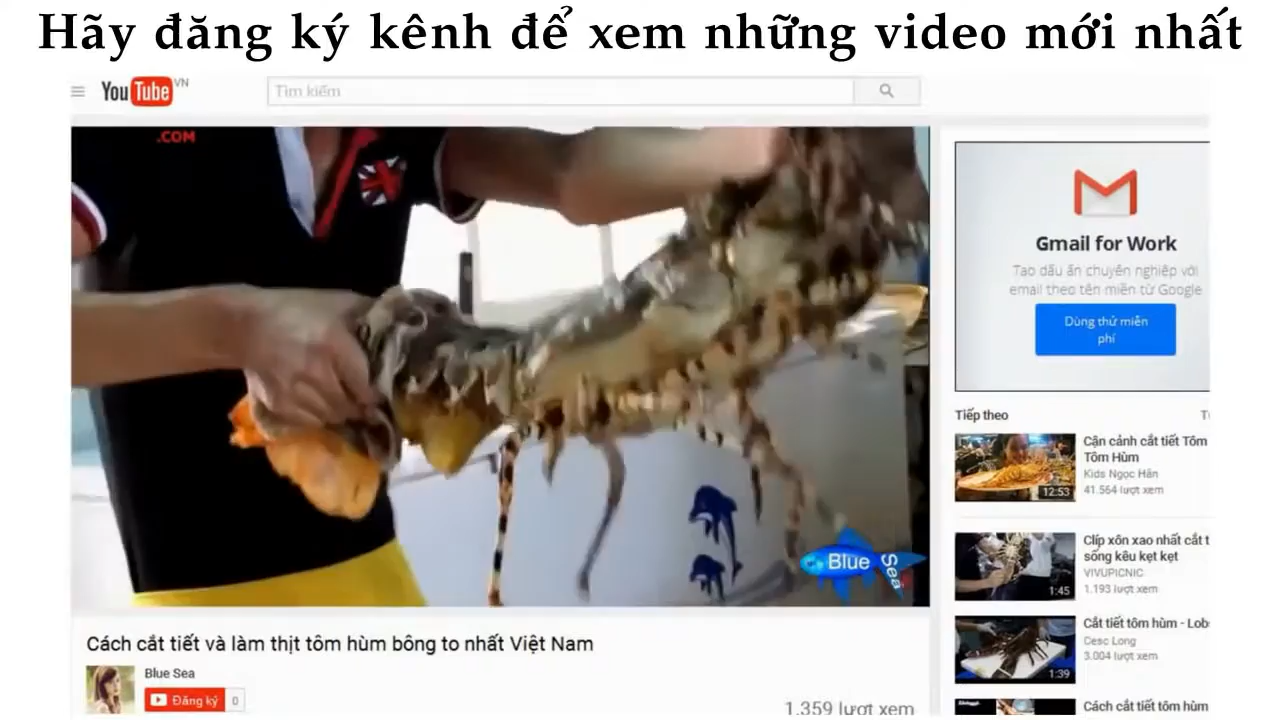 Hãy đăng ký kênh để xem những video mới nhất
YouTube VN
Tìm kiếm
.COM
Gmail for Work
Tạo dấu ấn chuyên nghiệp với
email theo tên miền từ Google
Dùng thử miễn
phí
Blue Sea
Tiếp theo
Cận cảnh cắt tiết Tôm
Tôm Hùm
Kids Ngọc Hân
41.564 lượt xem
12:53
Clíp xôn xao nhất cắt t
sống kêu kẹt kẹt
VIVUPICNIC
1.193 lượt xem
1:45
Cắt tiết tôm hùm - Lob
Cesc Long
3.004 lượt xem
1:39
Cách cắt tiết tôm hùm
Cách cắt tiết và làm thịt tôm hùm bông to nhất Việt Nam
Blue Sea
Đăng ký 0
1.359 lượt xem